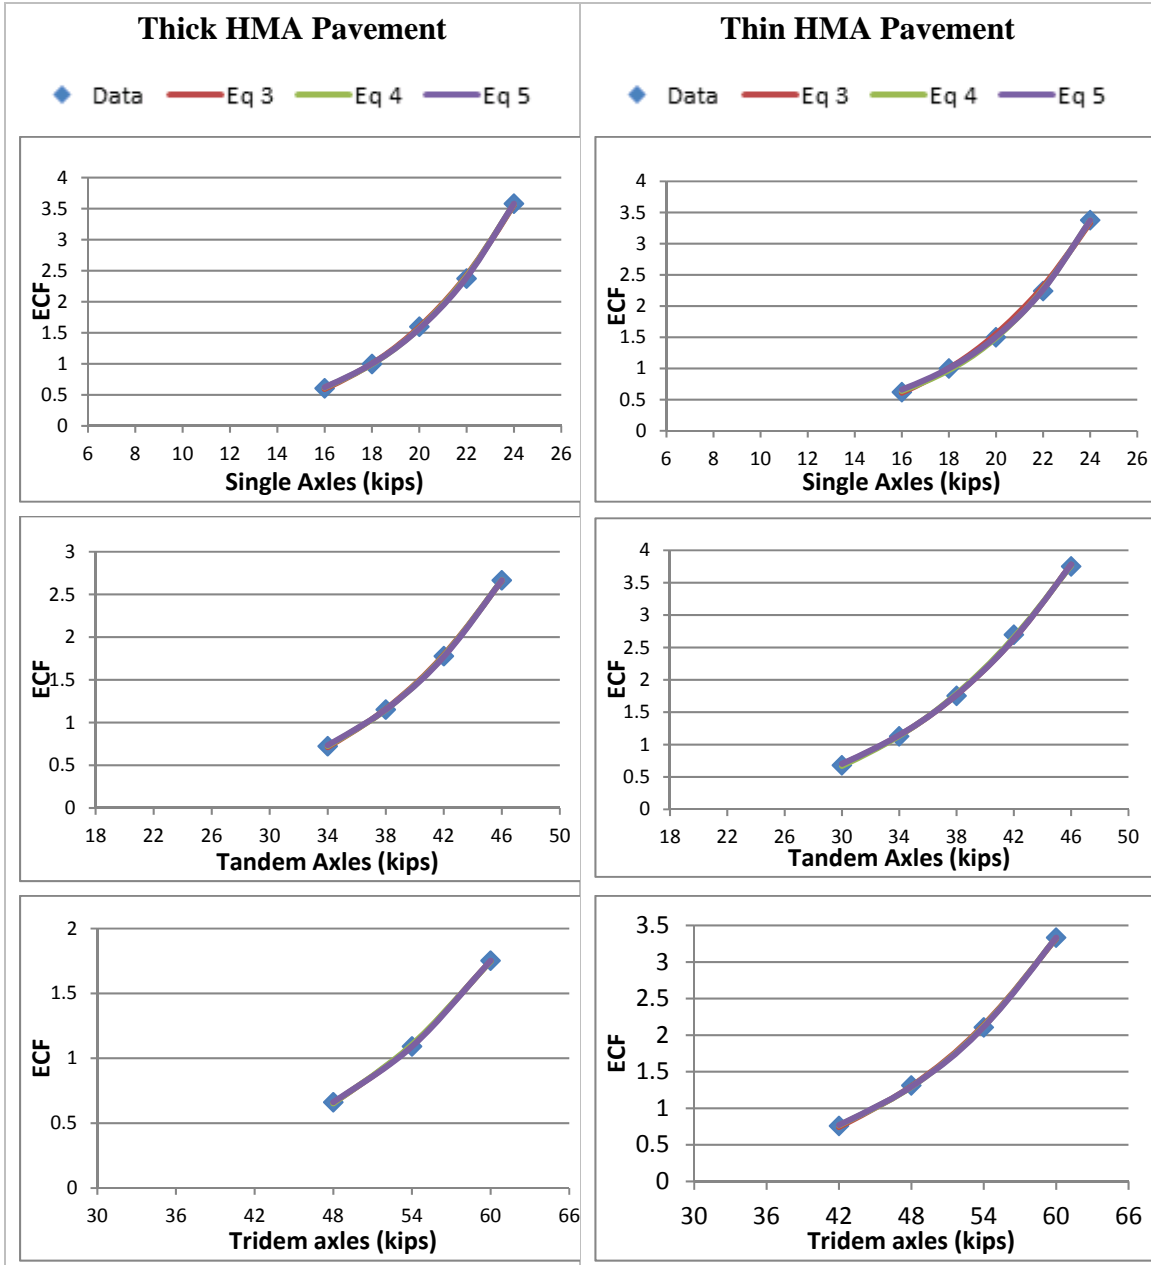 Thick HMA Pavement
Data Eq 3 Eq 4 Eq 5
4
3.5
3
2.5
2
1.5
1
0.5
0
ECF
6 8 10 12 14 16 18 20 22 24 26
Single Axles (kips)
3
2.5
2
1.5
1
0.5
0
ECF
18 22 26 30 34 38 42 46 50
Tandem Axles (kips)
2
1.5
1
0.5
0
ECF
30 36 42 48 54 60 66
Tridem axles (kips)
Thin HMA Pavement
Data Eq 3 Eq 4 Eq 5
4
3.5
3
2.5
2
1.5
1
0.5
0
ECF
6 8 10 12 14 16 18 20 22 24 26
Single Axles (kips)
4
3.5
3
2.5
2
1.5
1
0.5
0
ECF
18 22 26 30 34 38 42 46 50
Tandem Axles (kips)
3.5
3
2.5
2
1.5
1
0.5
0
ECF
30 36 42 48 54 60 66
Tridem axles (kips)